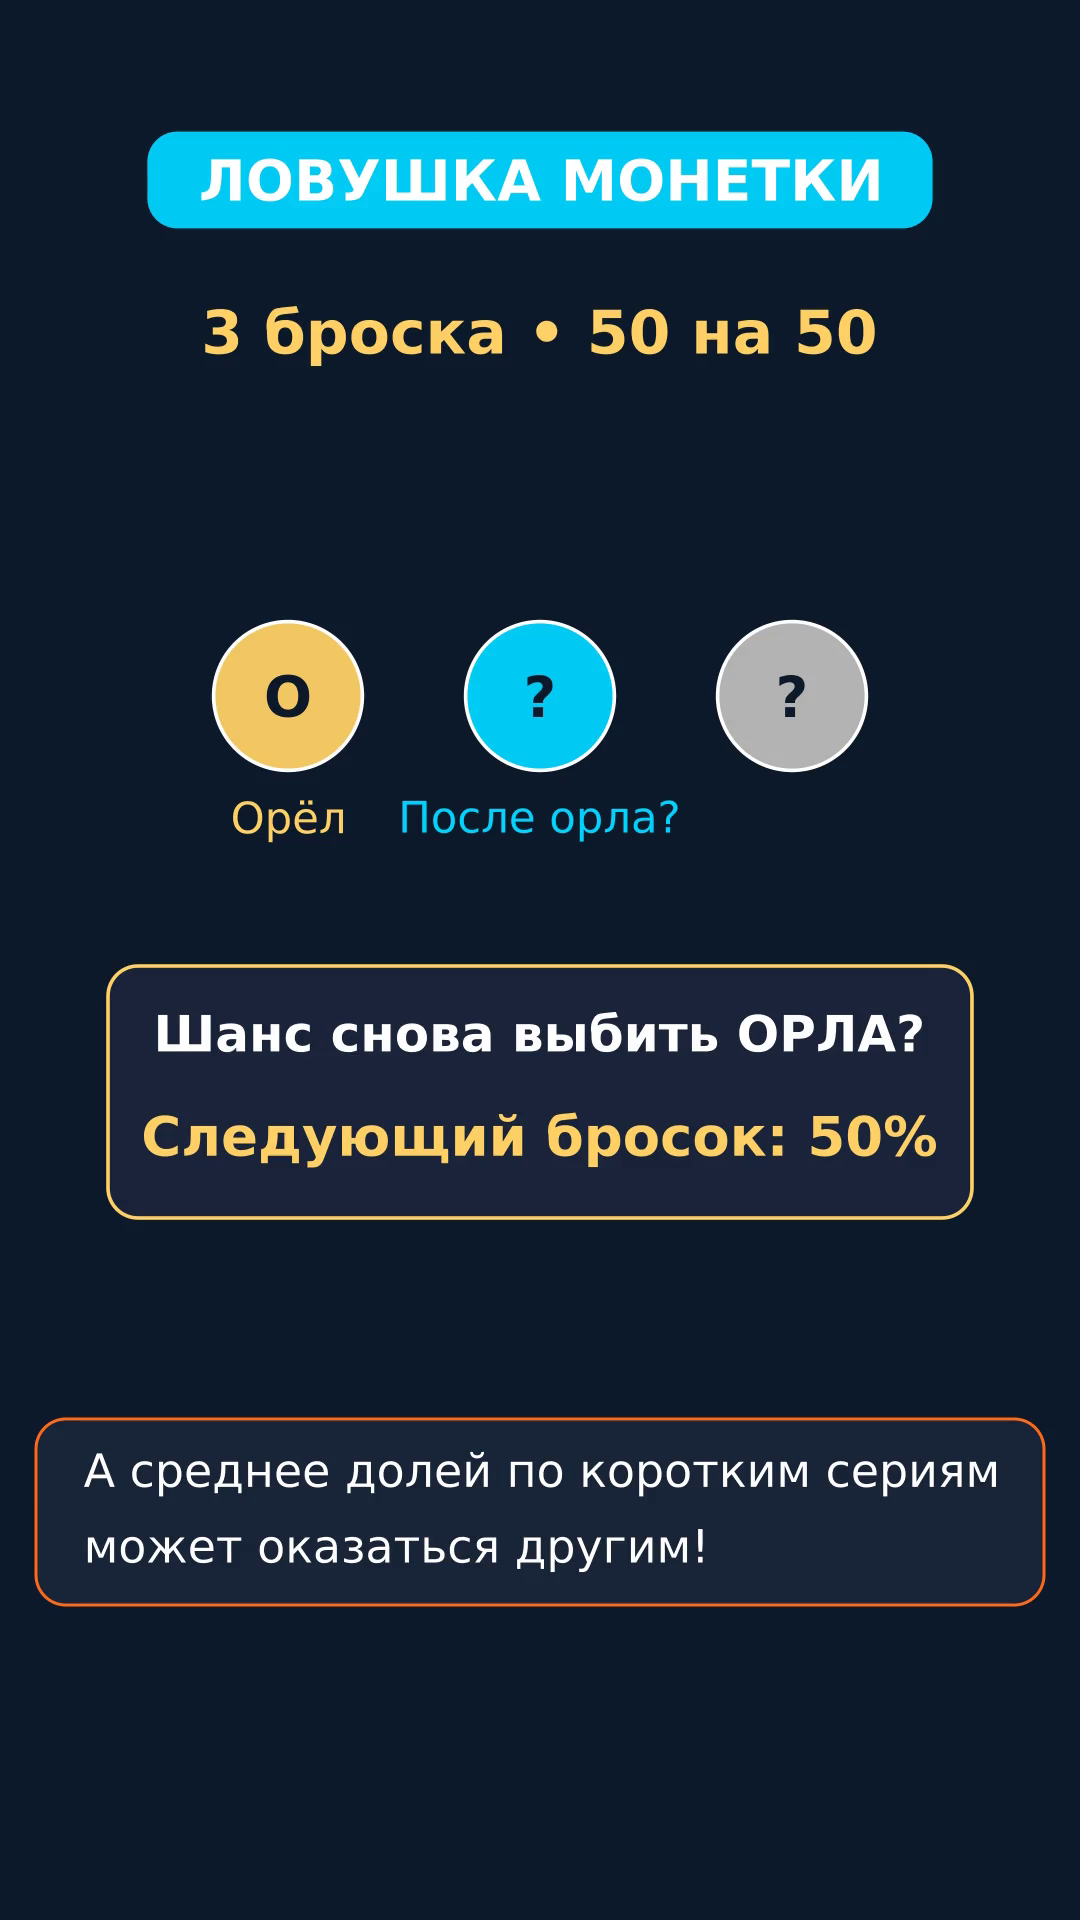 ЛОВУШКА МОНЕТКИ
3 броска • 50 на 50
О ? ?
Орёл После орла?
Шанс снова выбить ОРЛА?
Следующий бросок: 50%
А среднее долей по коротким сериям
может оказаться другим!